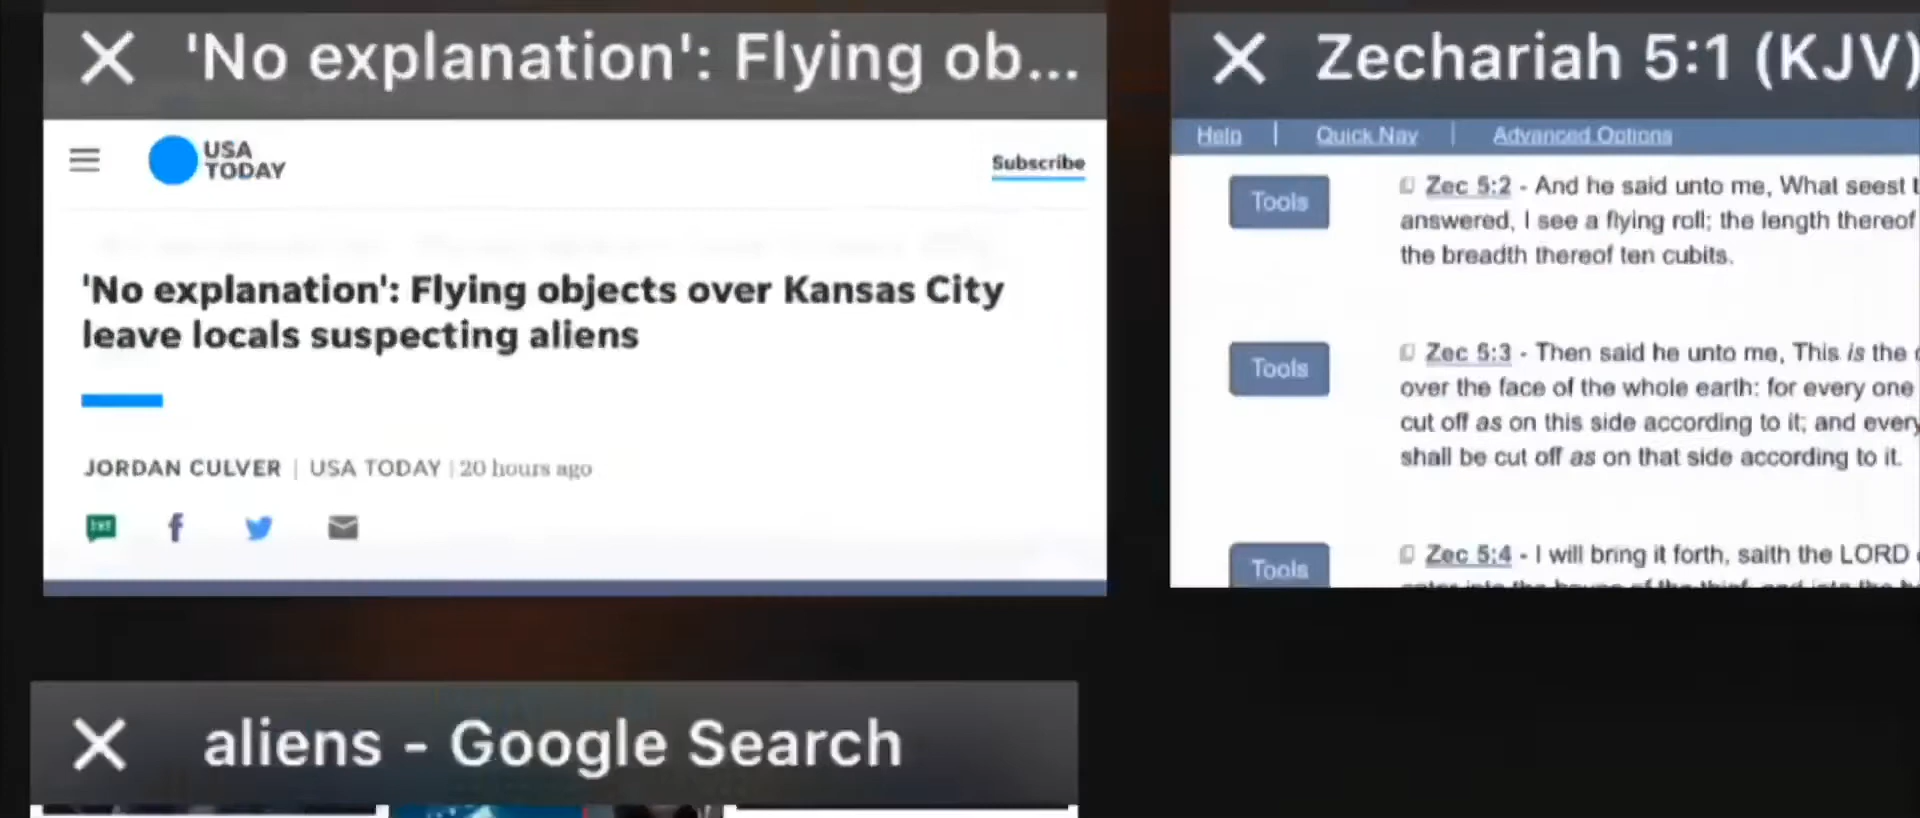 'No explanation': Flying ob...
USA
TODAY
Subscribe
'No explanation': Flying objects over Kansas City
leave locals suspecting aliens
JORDAN CULVER | USA TODAY | 20 hours ago
Zechariah 5:1 (KJV)
Help | Quick Nav | Advanced Options
Tools
Zec 5:2 - And he said unto me, What seest
answered, I see a flying roll; the length thereof
the breadth thereof ten cubits.
Tools
Zec 5:3 - Then said he unto me, This is the
over the face of the whole earth: for every one
cut off as on this side according to it; and every
shall be cut off as on that side according to it.
Tools
Zec 5:4 - I will bring it forth, saith the LORD
aliens - Google Search